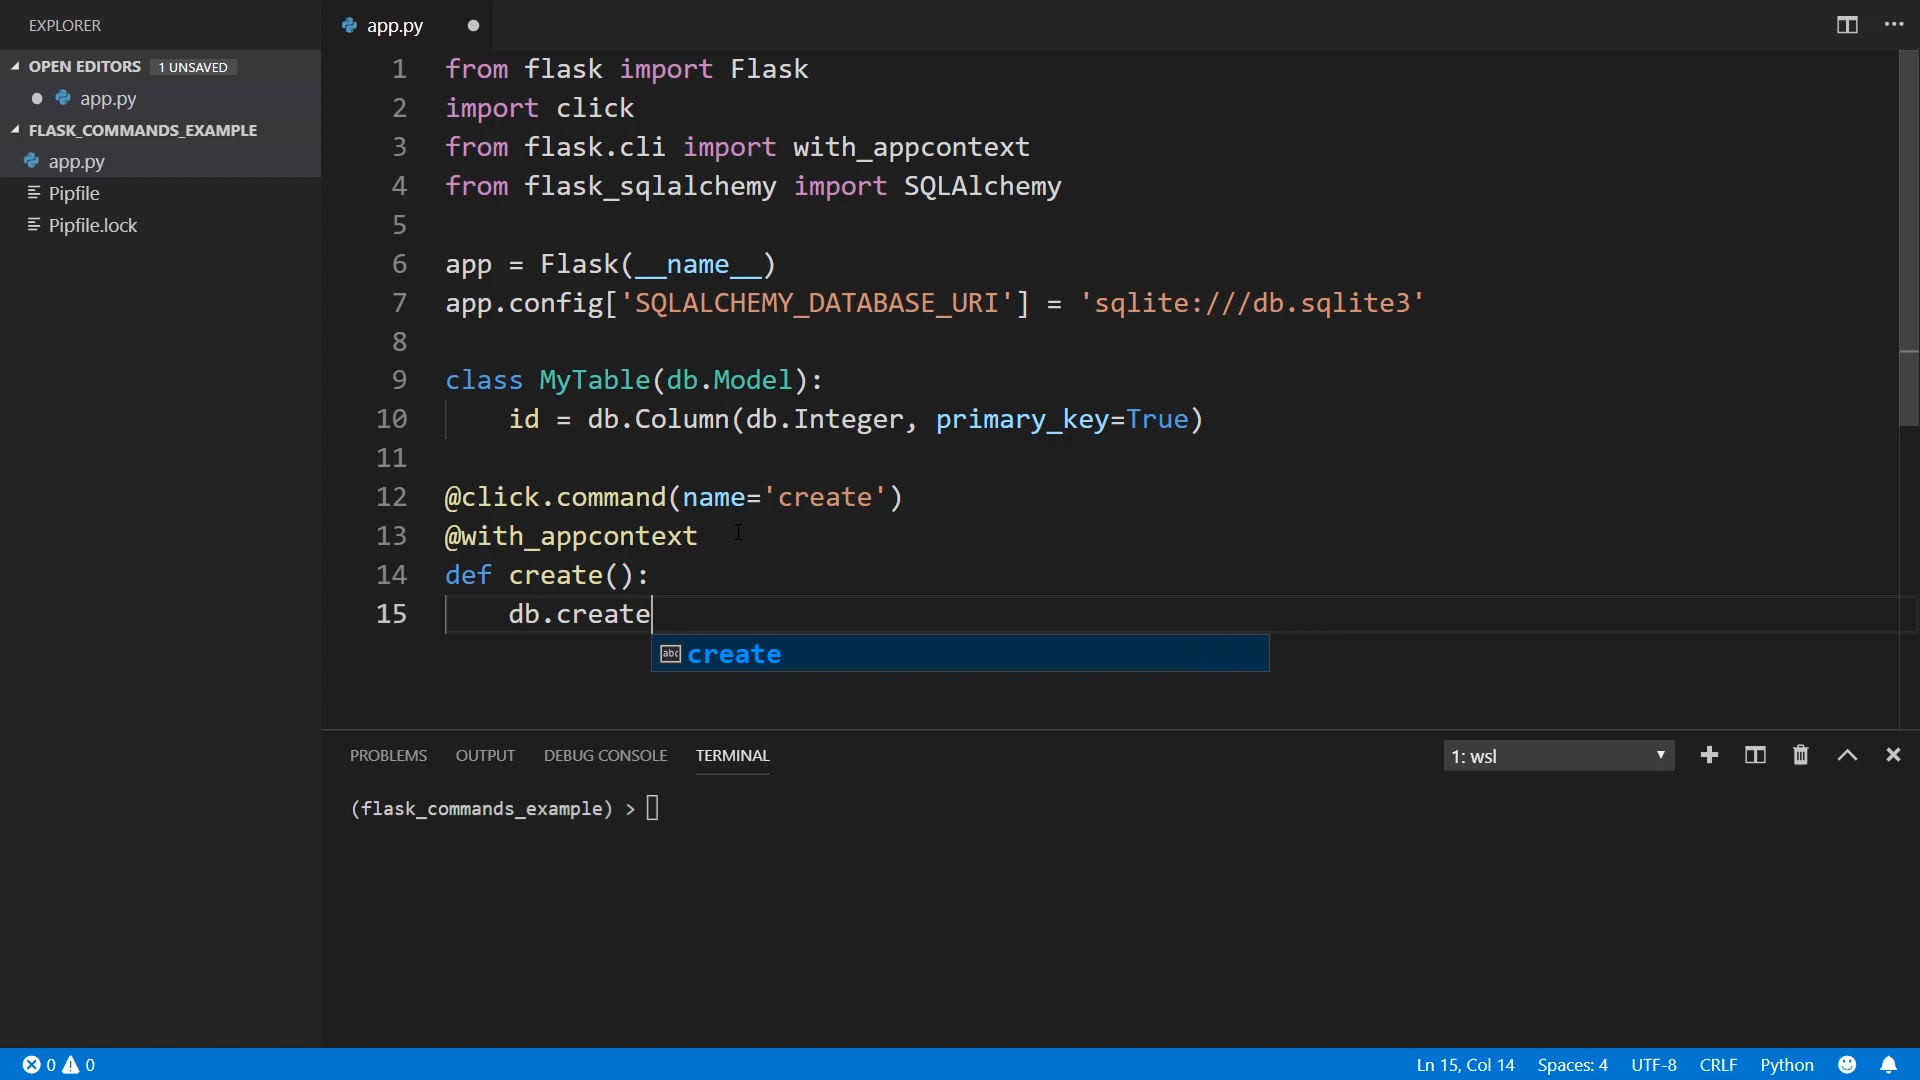 EXPLORER
OPEN EDITORS 1 UNSAVED
app.py
FLASK_COMMANDS_EXAMPLE
app.py
Pipfile
Pipfile.lock
app.py
1 from flask import Flask
2 import click
3 from flask.cli import with_appcontext
4 from flask_sqlalchemy import SQLAlchemy
5
6 app = Flask(__name__)
7 app.config['SQLALCHEMY_DATABASE_URI'] = 'sqlite:///db.sqlite3'
8
9 class MyTable(db.Model):
10 id = db.Column(db.Integer, primary_key=True)
11
12 @click.command(name='create')
13 @with_appcontext
14 def create():
15 db.create
abc create
PROBLEMS OUTPUT DEBUG CONSOLE TERMINAL 1: wsl
(flask_commands_example) >
0 0 Ln 15, Col 14 Spaces: 4 UTF-8 CRLF Python